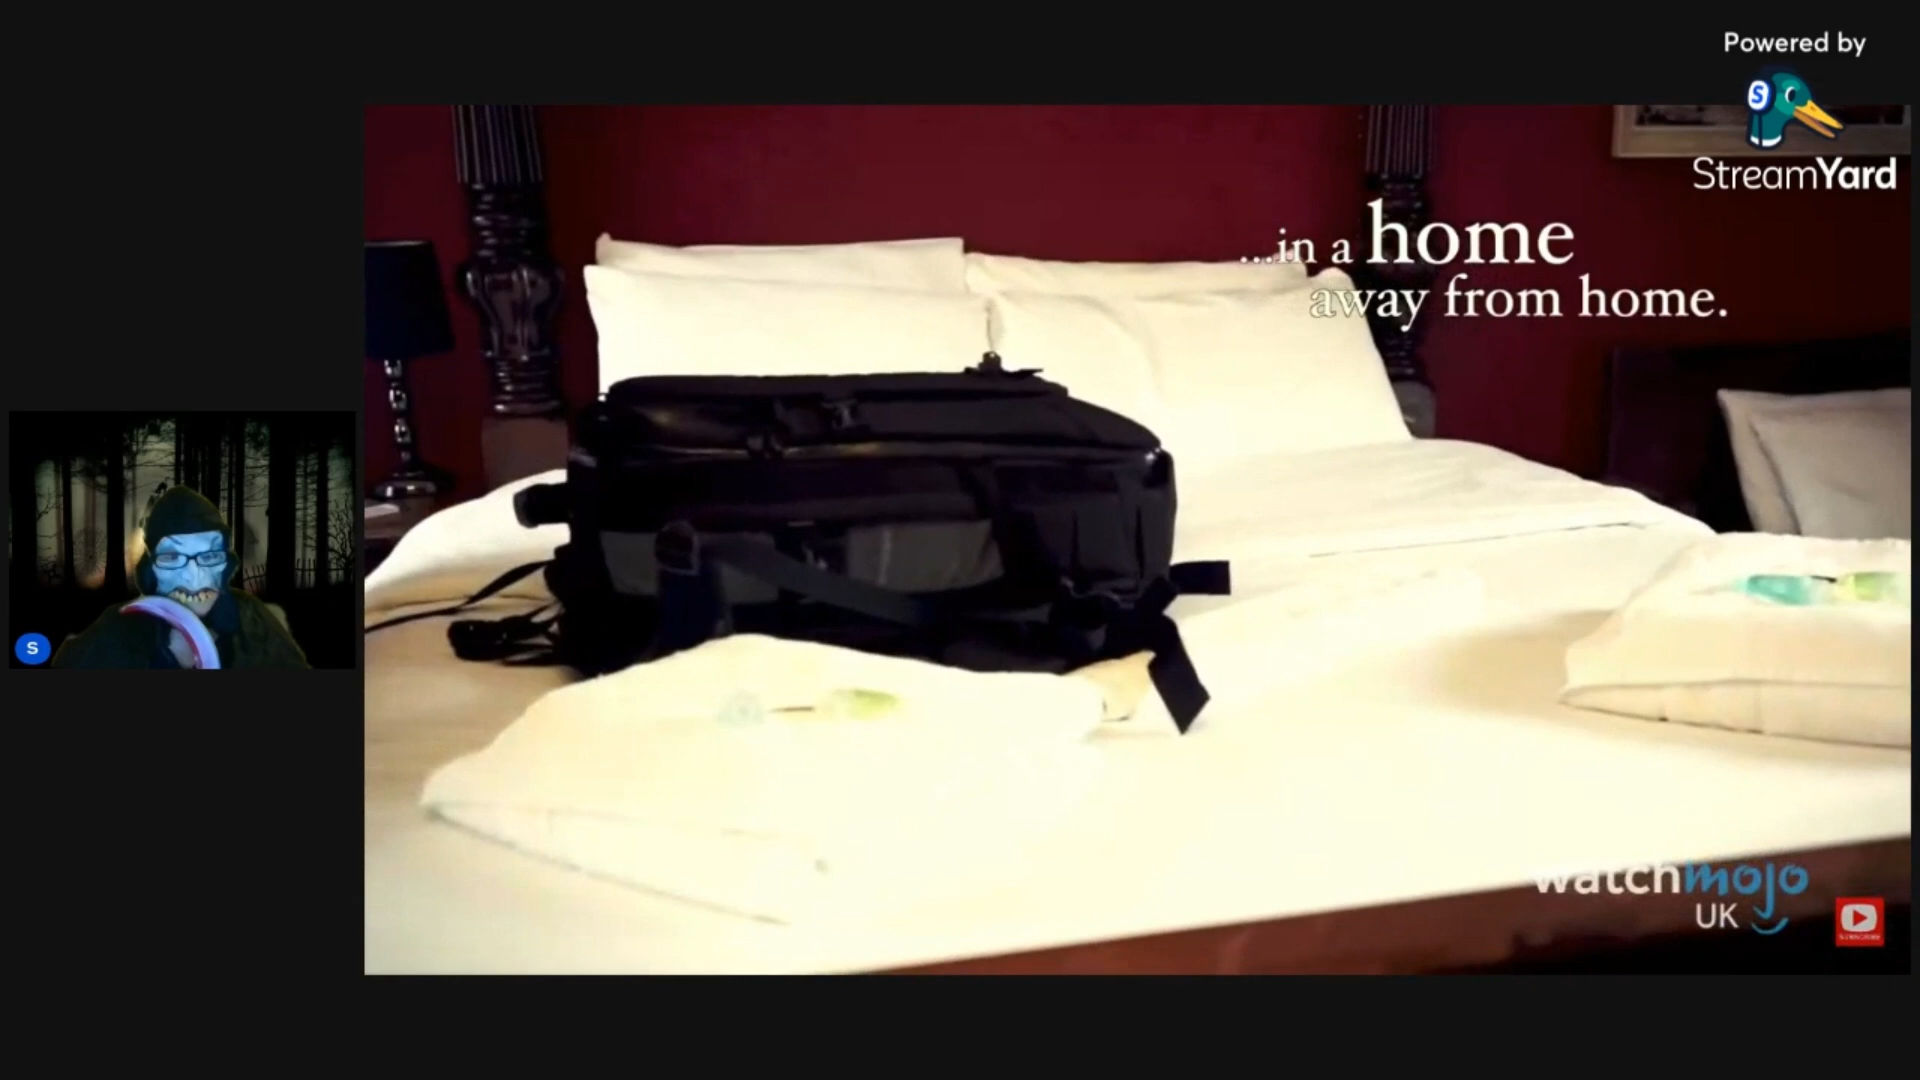 Powered by
S
StreamYard
...in a home
away from home.
S
watchmojo
UK